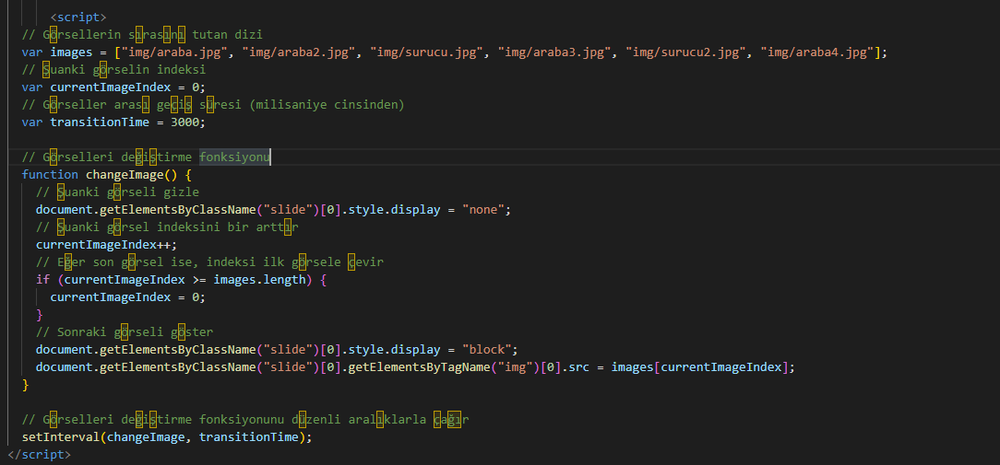 <script>
// Görsellerin sırasını tutan dizi
var images = ["img/araba.jpg", "img/araba2.jpg", "img/surucu.jpg", "img/araba3.jpg", "img/surucu2.jpg", "img/araba4.jpg"];
// Şuanki görselin indeksi
var currentImageIndex = 0;
// Görseller arası geçiş süresi (milisaniye cinsinden)
var transitionTime = 3000;

// Görselleri değiştirme fonksiyonu
function changeImage() {
  // Şuanki görseli gizle
  document.getElementsByClassName("slide")[0].style.display = "none";
  // Şuanki görsel indeksini bir arttır
  currentImageIndex++;
  // Eğer son görsel ise, indeksi ilk görsele çevir
  if (currentImageIndex >= images.length) {
    currentImageIndex = 0;
  }
  // Sonraki görseli göster
  document.getElementsByClassName("slide")[0].style.display = "block";
  document.getElementsByClassName("slide")[0].getElementsByTagName("img")[0].src = images[currentImageIndex];
}

// Görselleri değiştirme fonksiyonunu düzenli aralıklarla çağır
setInterval(changeImage, transitionTime);
</script>